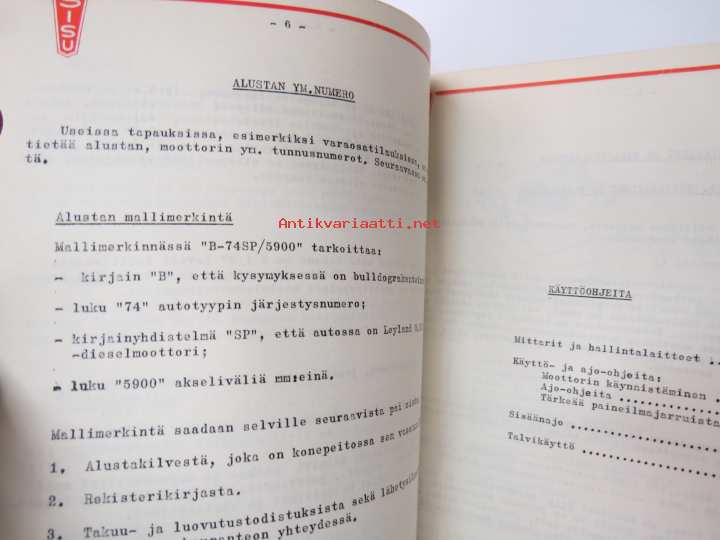 SISU
- 6 -
ALUSTAN YM.NUMERO
Useissa tapauksissa, esimerkiksi varaosatilauksissa,
tietää alustan, moottorin ym. tunnusnumerot.
tä.
Alustan mallimerkintä
Antikvariaatti.net
Mallimerkinnässä "B-74SP/5900" tarkoittaa:
- kirjain "B", että kysymyksessä on
- luku "74" autotyypin järjestysnumero;
- kirjainyhdistelmä "SP", että autossa on Leyland
-dieselmoottori;
- luku "5900" akseliväliä mm:einä.
Mallimerkintä saadaan selville seuraavista
1. Alustakilvestä, joka on konepeitossa sen
2. Rekisterikirjasta.
3. Takuu- ja luovutustodistuksista sekä
yhteydessä.
KÄYTTÖOHJEITA
Mittarit ja hallintalaitteet ..
Käyttö- ja ajo-ohjeita:
Moottorin käynnistäminen .
Ajo-ohjeita ..............
Tärkeää paineilmajarruista
Sisäänajo ....................
Talvikäyttö ..................